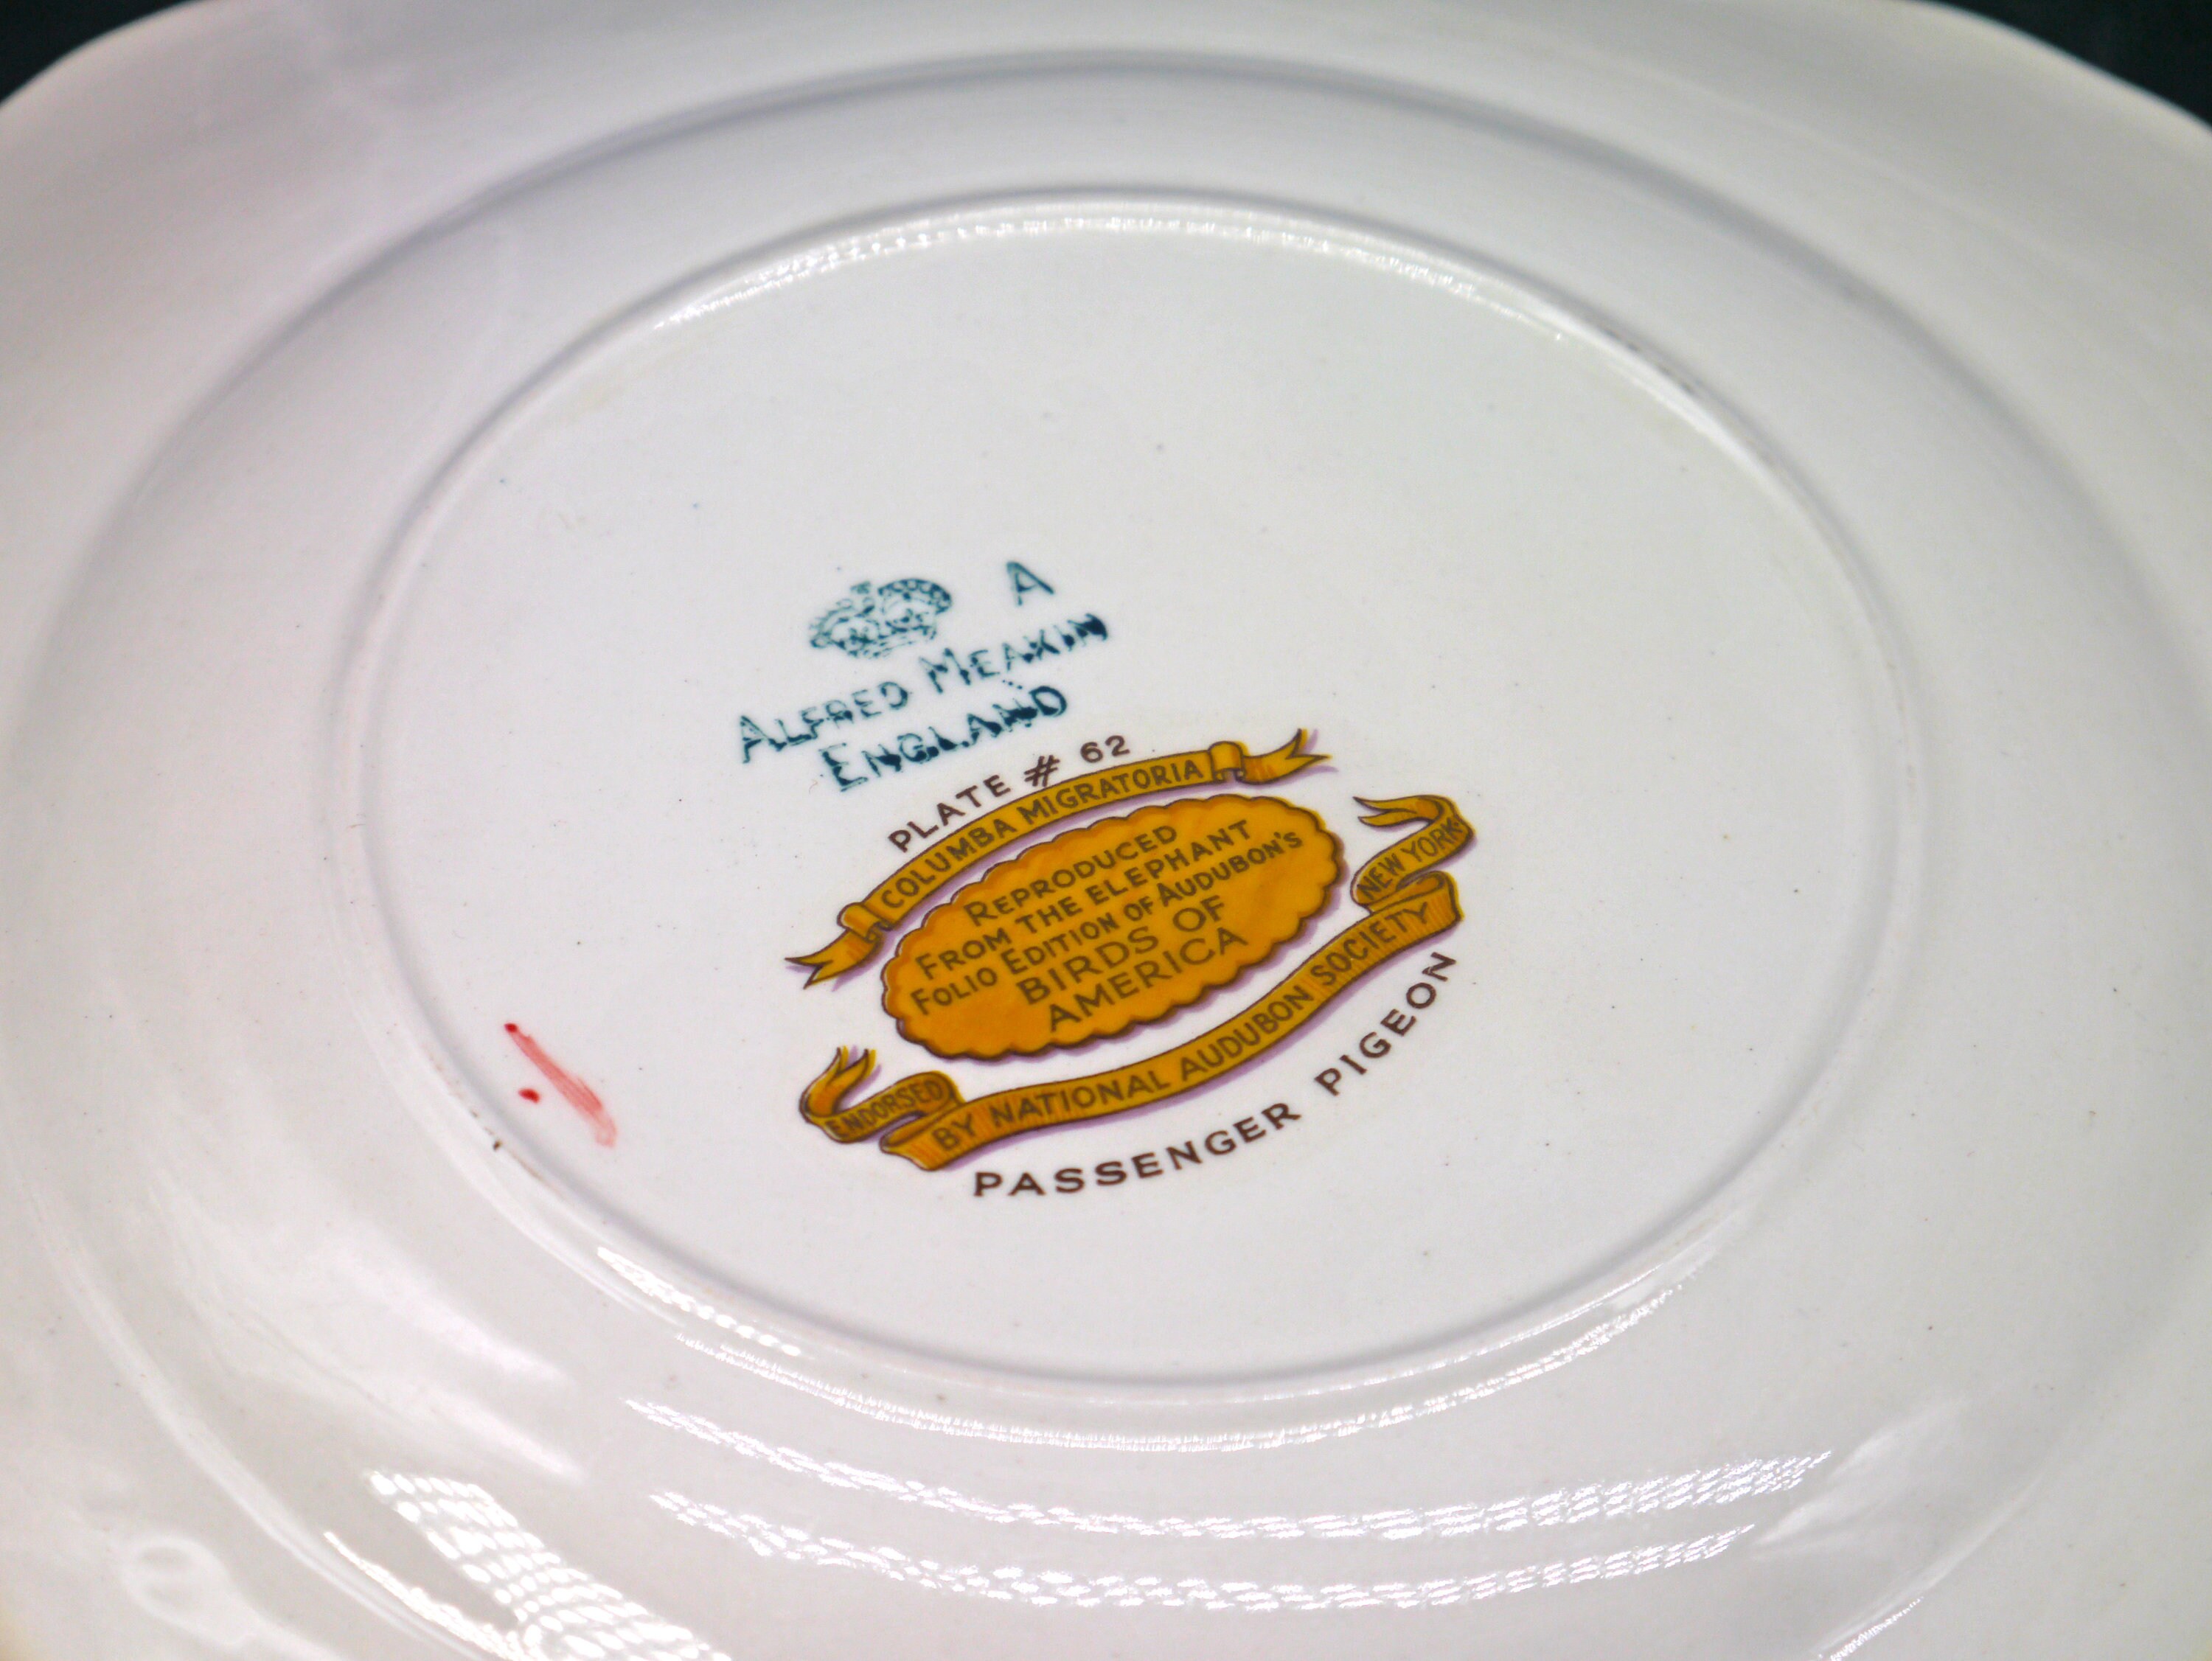 A
ALFRED MEAKIN
ENGLAND
PLATE # 62
COLUMBA MIGRATORIA
REPRODUCED
FROM THE ELEPHANT
FOLIO EDITION OF AUDUBON'S
BIRDS OF
AMERICA
ENDORSED
BY NATIONAL AUDUBON SOCIETY
NEW YORK
PASSENGER PIGEON